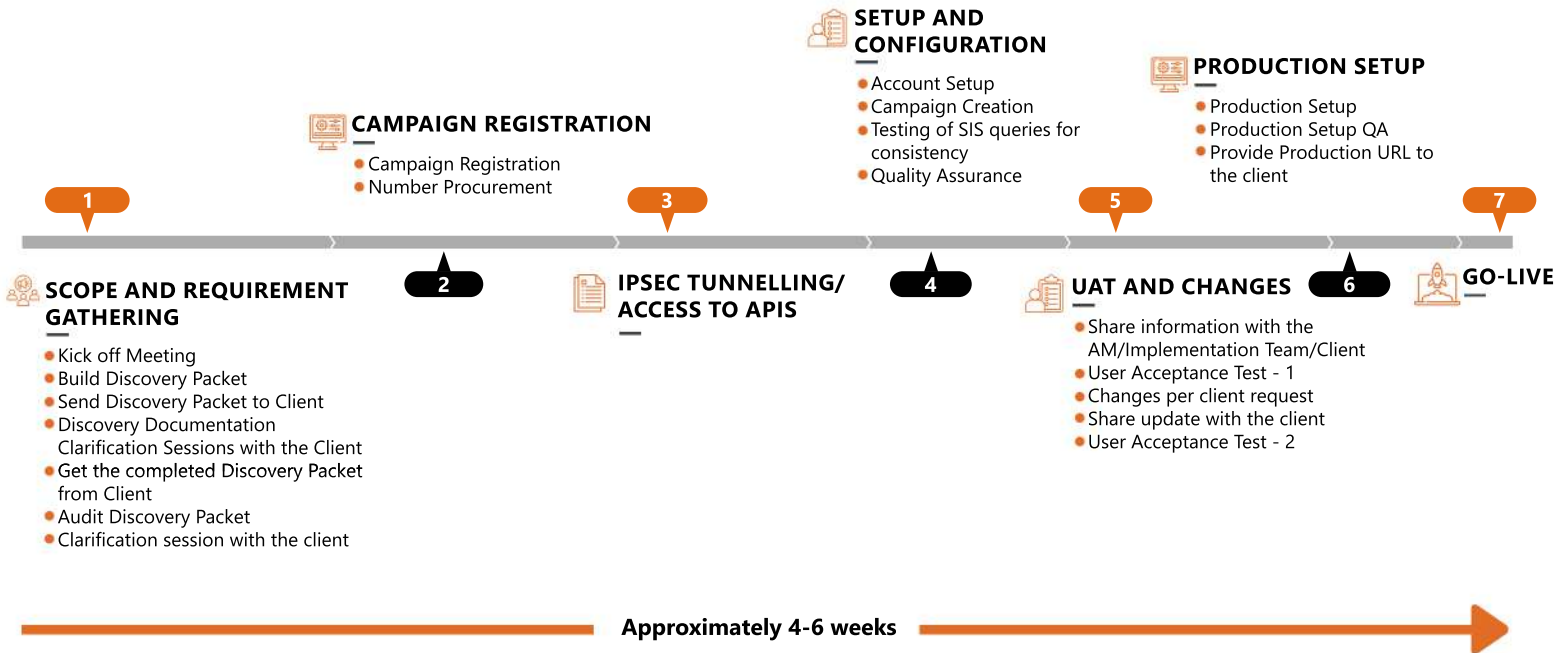 1
SCOPE AND REQUIREMENT
GATHERING
Kick off Meeting
Build Discovery Packet
Send Discovery Packet to Client
Discovery Documentation
Clarification Sessions with the Client
Get the completed Discovery Packet
from Client
Audit Discovery Packet
Clarification session with the client
CAMPAIGN REGISTRATION
Campaign Registration
Number Procurement
2
3
IPSEC TUNNELLING/
ACCESS TO APIS
SETUP AND
CONFIGURATION
Account Setup
Campaign Creation
Testing of SIS queries for
consistency
Quality Assurance
4
5
UAT AND CHANGES
Share information with the
AM/Implementation Team/Client
User Acceptance Test - 1
Changes per client request
Share update with the client
User Acceptance Test - 2
PRODUCTION SETUP
Production Setup
Production Setup QA
Provide Production URL to
the client
6
7
GO-LIVE
Approximately 4-6 weeks